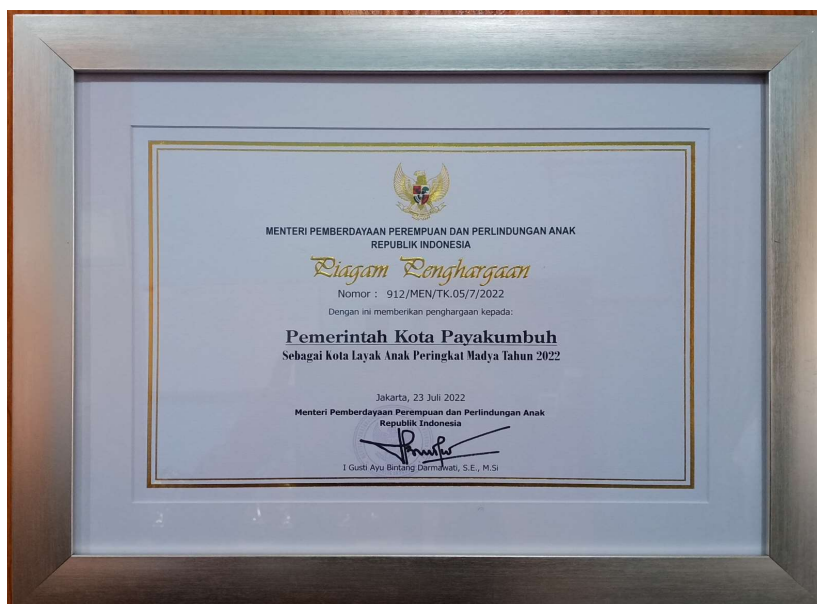 MENTERI PEMBERDAYAAN PEREMPUAN DAN PERLINDUNGAN ANAK
REPUBLIK INDONESIA
Piagam Penghargaan
Nomor : 912/MEN/TK.05/7/2022
Dengan ini memberikan penghargaan kepada:
Pemerintah Kota Payakumbuh
Sebagai Kota Layak Anak Peringkat Madya Tahun 2022
Jakarta, 23 Juli 2022
Menteri Pemberdayaan Perempuan dan Perlindungan Anak
Republik Indonesia
I Gusti Ayu Bintang Darmawati, S.E., M.Si